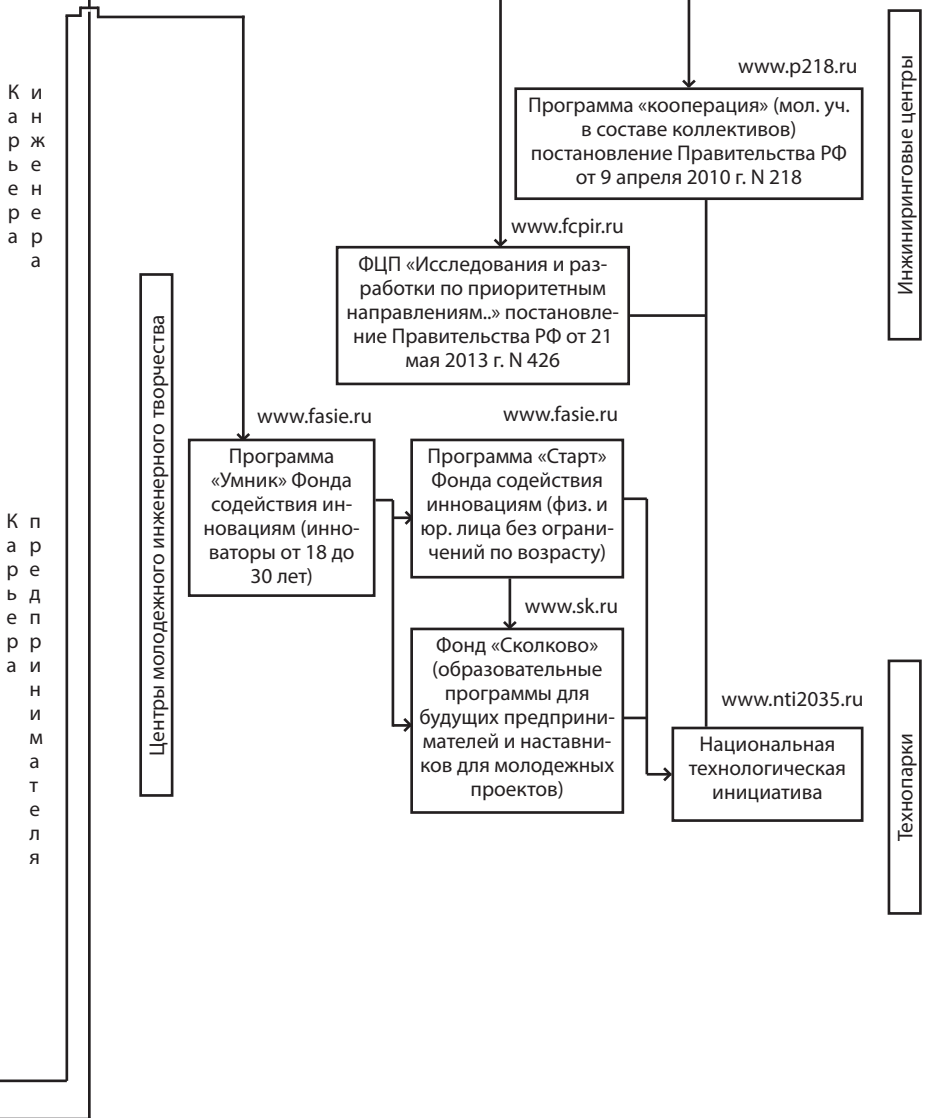 Карьера
инженера
www.p218.ru
Программа «кооперация» (мол. уч.
в составе коллективов)
постановление Правительства РФ
от 9 апреля 2010 г. N 218
Инжиниринговые центры
www.fcpir.ru
ФЦП «Исследования и раз-
работки по приоритетным
направлениям..» постановле-
ние Правительства РФ от 21
мая 2013 г. N 426
Центры молодежного инженерного творчества
www.fasie.ru
Программа
«Умник» Фонда
содействия ин-
новациям (инно-
ваторы от 18 до
30 лет)
www.fasie.ru
Программа «Старт»
Фонда содействия
инновациям (физ. и
юр. лица без ограни-
чений по возрасту)
Карьера
предпринимателя
www.sk.ru
Фонд «Сколково»
(образовательные
программы для
будущих предприни-
мателей и наставни-
ков для молодежных
проектов)
www.nti2035.ru
Национальная
технологическая
инициатива
Технопарки